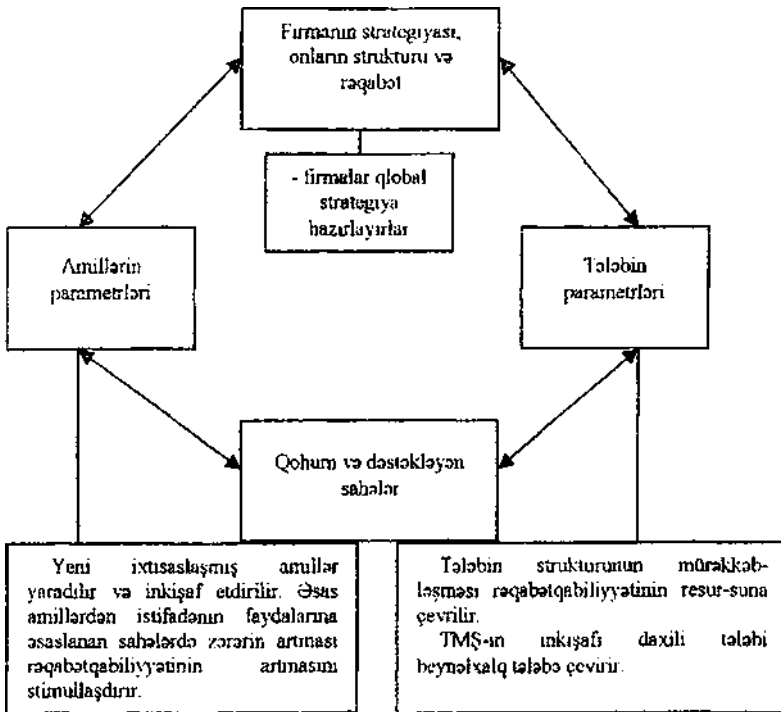 Firmanın strategiyası,
onların strukturu və
rəqabət
- firmalar qlobal
strategiya
hazırlayırlar
Amillərin
parametrləri
Tələbin
parametrləri
Qohum və dəstəkləyən
sahələr
Yeni ixtisaslaşmış amillər
yaradılır və inkişaf etdirilir. Əsas
amillərdən istifadənin faydalarına
əsaslanan sahələrdə zərərin artması
rəqabətqabiliyyətinin artmasını
stimullaşdırır.
Tələbin strukturunun mürəkkəb-
ləşməsi rəqabətqabiliyyətinin resur-suna
çevrilir.
TMŞ-ın inkişafı daxili tələbi
beynəlxalq tələbə çevirir.